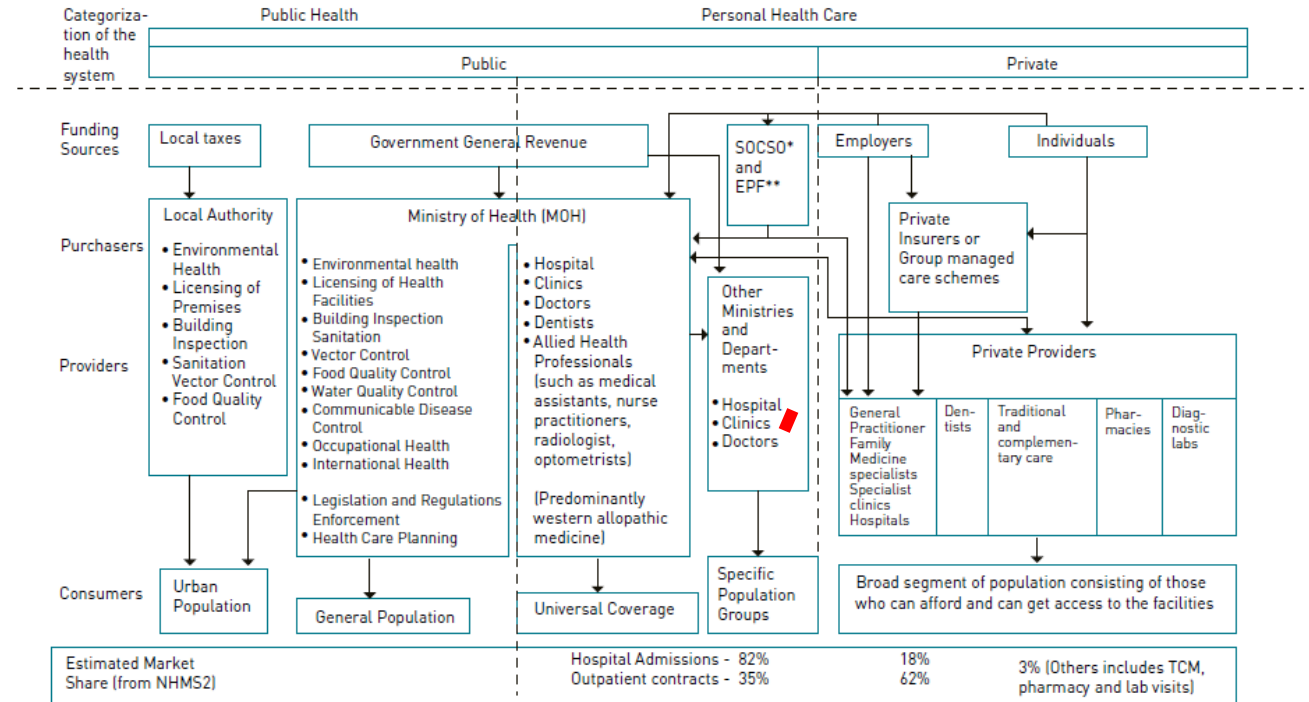 Categoriza-
tion of the
health
system
Public Health
Personal Health Care
Public
Private
Funding
Sources
Local taxes
Government General Revenue
SOCSO*
and
EPF**
Employers
Individuals
Purchasers
Providers
Local Authority
• Environmental
Health
• Licensing of
Premises
• Building
Inspection
• Sanitation
Vector Control
• Food Quality
Control
Ministry of Health (MOH)
• Environmental health
• Licensing of Health
Facilities
• Building Inspection
Sanitation
• Vector Control
• Food Quality Control
• Water Quality Control
• Communicable Disease
Control
• Occupational Health
• International Health
• Legislation and Regulations
Enforcement
• Health Care Planning
• Hospital
• Clinics
• Doctors
• Dentists
• Allied Health
Professionals
(such as medical
assistants, nurse
practitioners,
radiologist,
optometrists)
(Predominantly
western allopathic
medicine)
Other
Ministries
and
Depart-
ments
• Hospital
• Clinics
• Doctors
Private
Insurers or
Group managed
care schemes
Private Providers
General
Practitioner
Family
Medicine
specialists
Specialist
clinics
Hospitals
Den-
tists
Traditional
and
complemen-
tary care
Phar-
macies
Diag-
nostic
labs
Consumers
Urban
Population
General Population
Universal Coverage
Specific
Population
Groups
Broad segment of population consisting of those
who can afford and can get access to the facilities
Estimated Market
Share (from NHMS2)
Hospital Admissions - 82%
Outpatient contracts - 35%
18%
62%
3% (Others includes TCM,
pharmacy and lab visits)